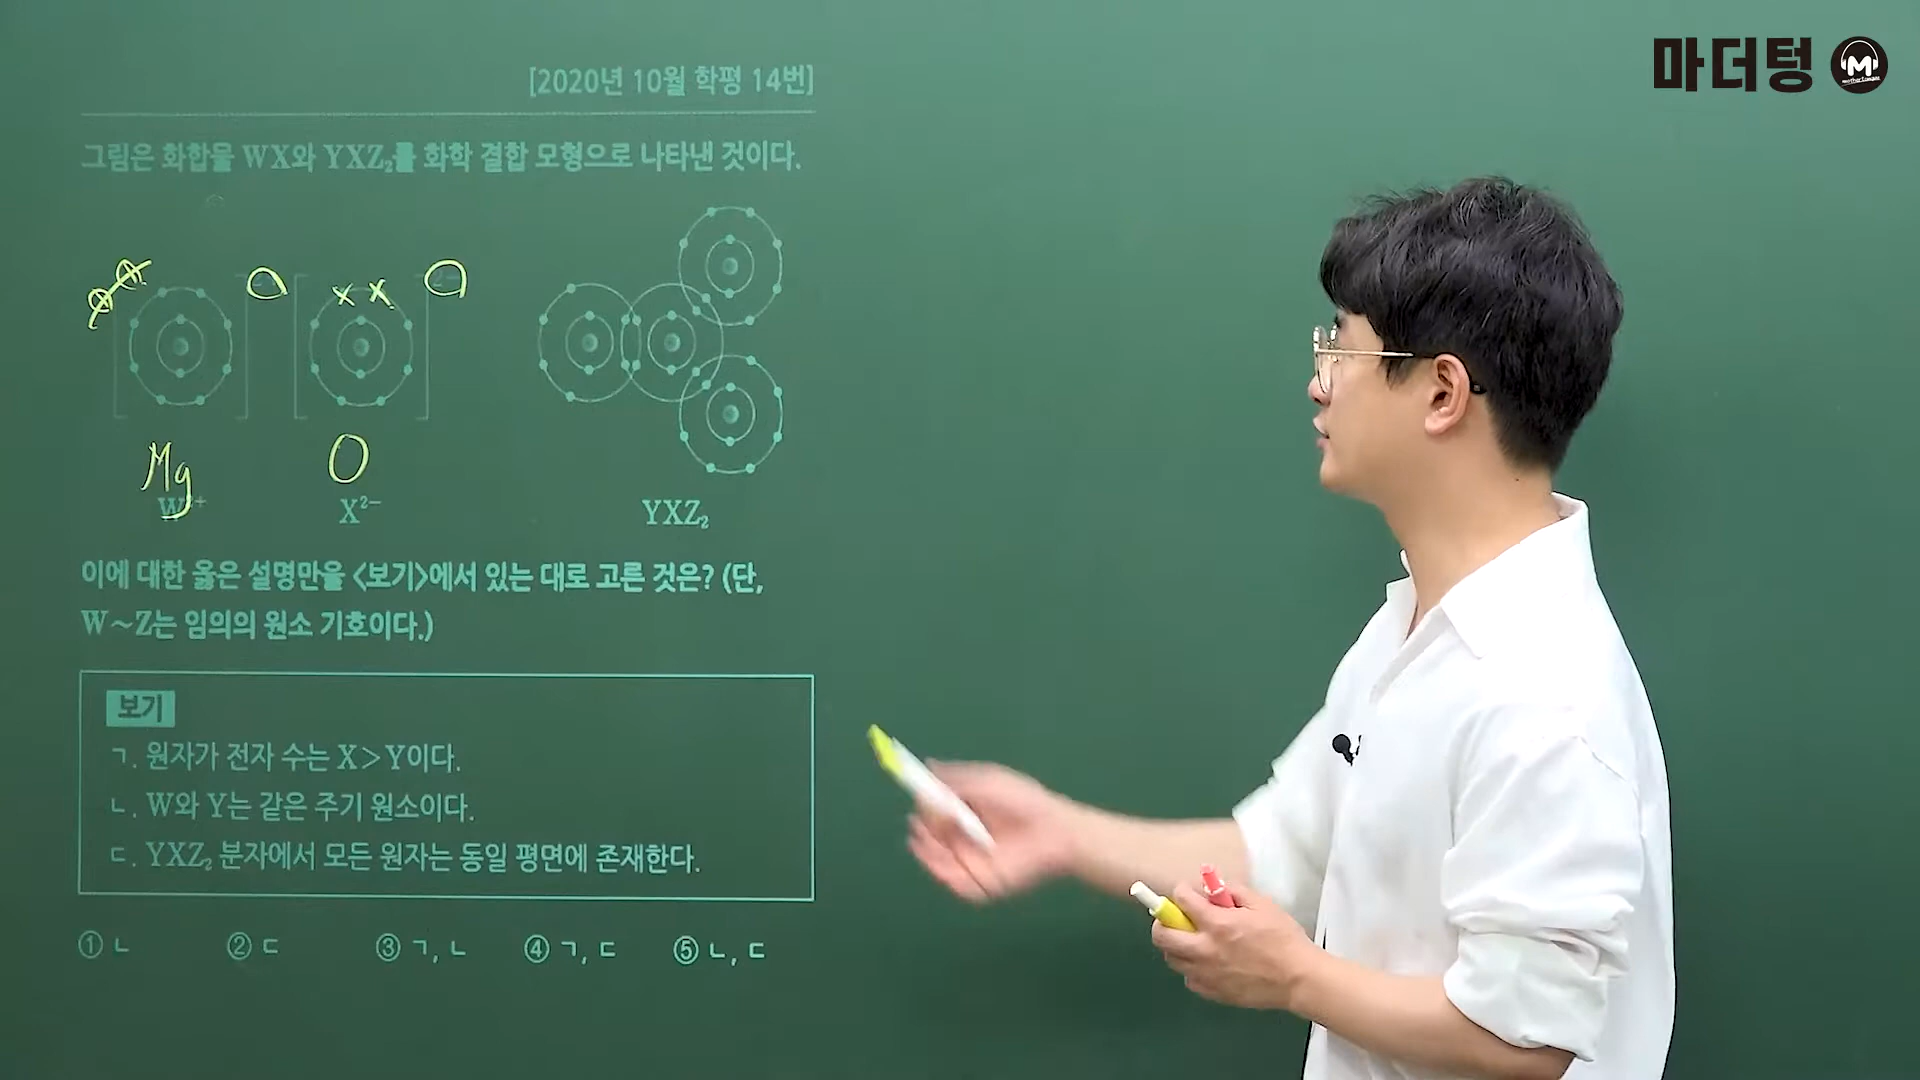 마더텅
M
[2020년 10월 학평 14번]
그림은 화합물 WX와 YXZ₂를 화학 결합 모형으로 나타낸 것이다.
Mg
O
X²⁻
YXZ₂
이에 대한 옳은 설명만을 <보기>에서 있는 대로 고른 것은? (단,
W~Z는 임의의 원소 기호이다.)
보기
ㄱ. 원자가 전자 수는 X>Y이다.
ㄴ. W와 Y는 같은 주기 원소이다.
ㄷ. YXZ₂ 분자에서 모든 원자는 동일 평면에 존재한다.
① ㄴ ② ㄷ ③ ㄱ, ㄴ ④ ㄱ, ㄷ ⑤ ㄴ, ㄷ